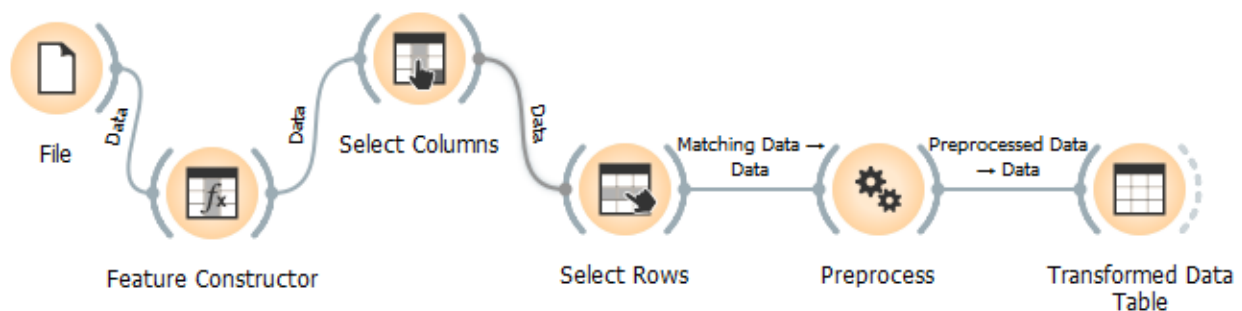 File
Data
Feature Constructor
Data
Select Columns
Data
Select Rows
Matching Data →
Data
Preprocess
Preprocessed Data
→ Data
Transformed Data
Table
fx